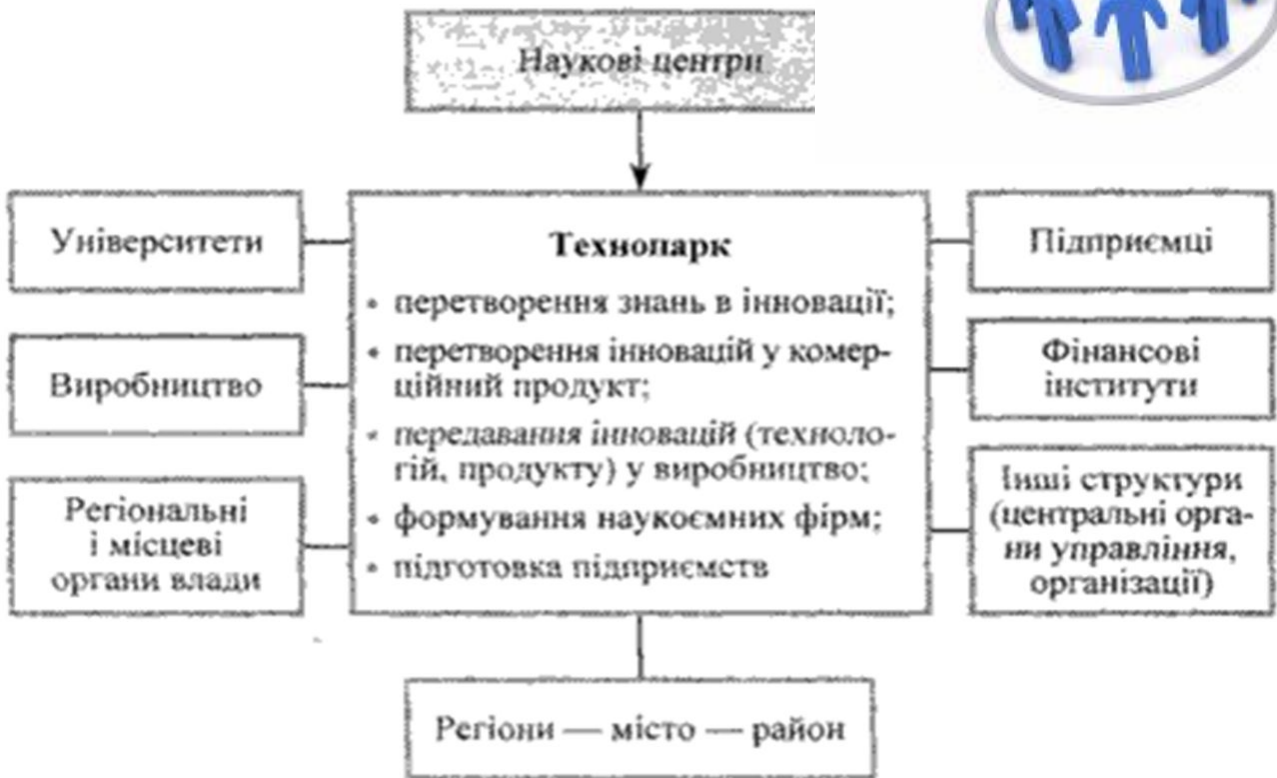 Наукові центри
Університети
Виробництво
Регіональні
і місцеві
органи влади
Технопарк
• перетворення знань в інновації;
• перетворення інновацій у комер-
ційний продукт;
• передавання інновацій (техноло-
гій, продукту) у виробництво;
• формування наукоємних фірм;
• підготовка підприємств
Підприємці
Фінансові
інститути
Інші структури
(центральні орга-
ни управління,
організації)
Регіони — місто — район